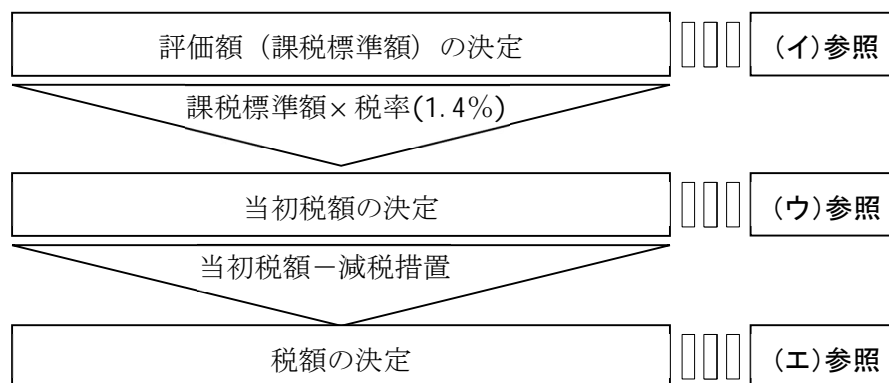 評価額（課税標準額）の決定
(イ)参照
課税標準額×税率(1.4％)
当初税額の決定
(ウ)参照
当初税額－減税措置
税額の決定
(エ)参照